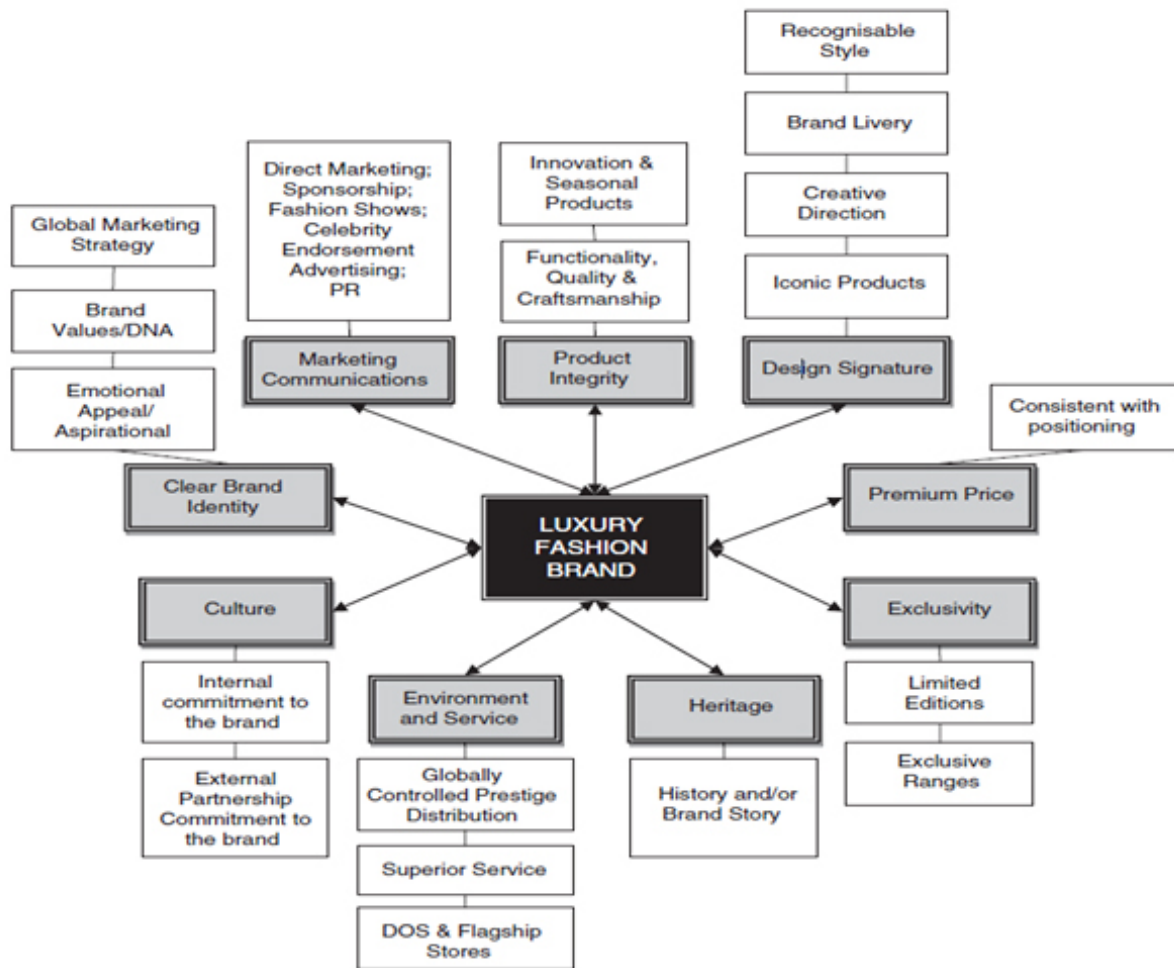 Recognisable
Style
Brand Livery
Creative
Direction
Iconic Products
Design Signature
Innovation &
Seasonal
Products
Functionality,
Quality &
Craftsmanship
Product
Integrity
Direct Marketing;
Sponsorship;
Fashion Shows;
Celebrity
Endorsement
Advertising;
PR
Marketing
Communications
Global Marketing
Strategy
Brand
Values/DNA
Emotional
Appeal/
Aspirational
Clear Brand
Identity
Consistent with
positioning
Premium Price
LUXURY
FASHION
BRAND
Culture
Internal
commitment to
the brand
External
Partnership
Commitment to
the brand
Environment
and Service
Globally
Controlled Prestige
Distribution
Superior Service
DOS & Flagship
Stores
Heritage
History and/or
Brand Story
Exclusivity
Limited
Editions
Exclusive
Ranges